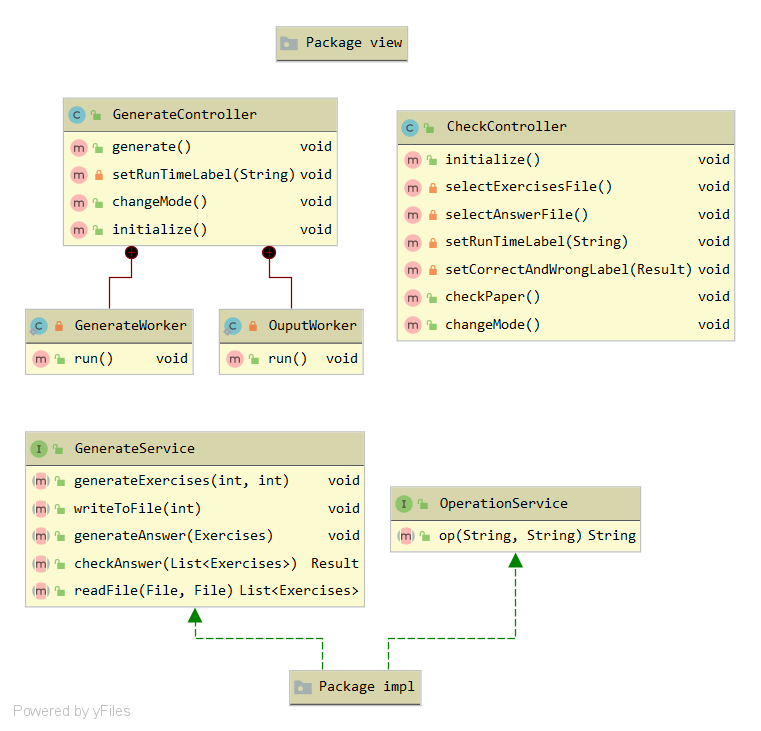 Package view
GenerateController
generate() void
setRunTimeLabel(String) void
changeMode() void
initialize() void
CheckController
initialize() void
selectExercisesFile() void
selectAnswerFile() void
setRunTimeLabel(String) void
setCorrectAndWrongLabel(Result) void
checkPaper() void
changeMode() void
GenerateWorker
run() void
OuputWorker
run() void
GenerateService
generateExercises(int, int) void
writeToFile(int) void
generateAnswer(Exercises) void
checkAnswer(List<Exercises>) Result
readFile(File, File) List<Exercises>
OperationService
op(String, String) String
Package impl
Powered by yFiles